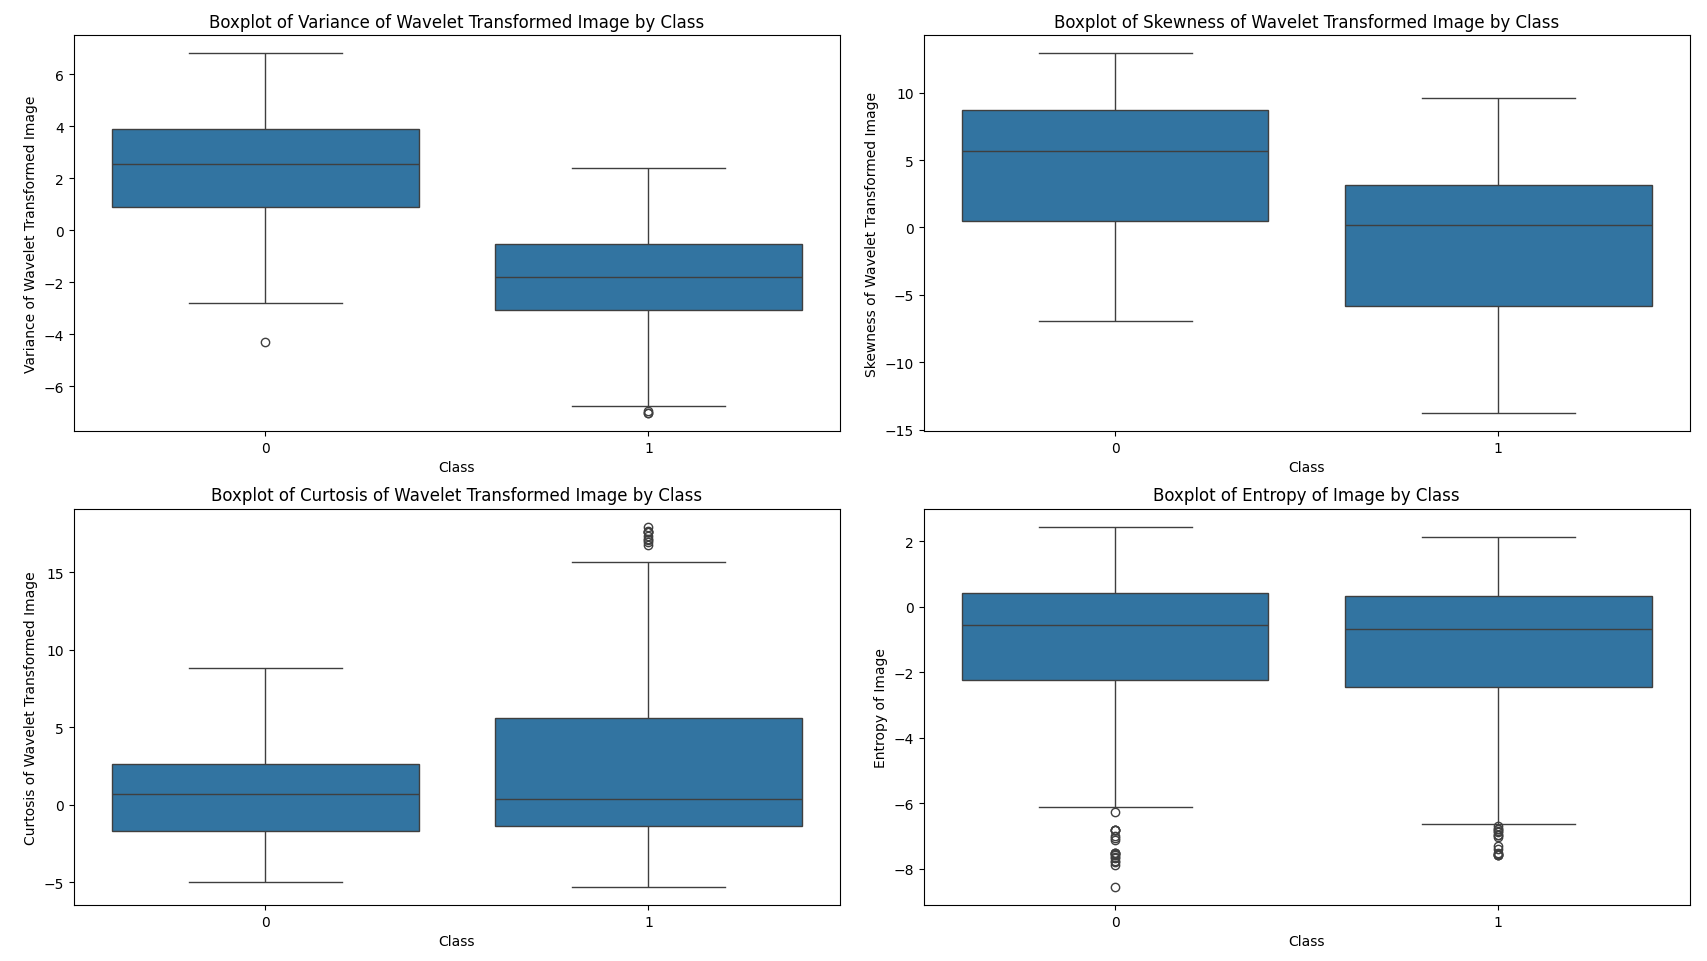 Boxplot of Variance of Wavelet Transformed Image by Class
Variance of Wavelet Transformed Image
6
4
2
0
−2
−4
−6
0 1
Class
Boxplot of Skewness of Wavelet Transformed Image by Class
Skewness of Wavelet Transformed Image
10
5
0
−5
−10
−15
0 1
Class
Boxplot of Curtosis of Wavelet Transformed Image by Class
Curtosis of Wavelet Transformed Image
15
10
5
0
−5
0 1
Class
Boxplot of Entropy of Image by Class
Entropy of Image
2
0
−2
−4
−6
−8
0 1
Class